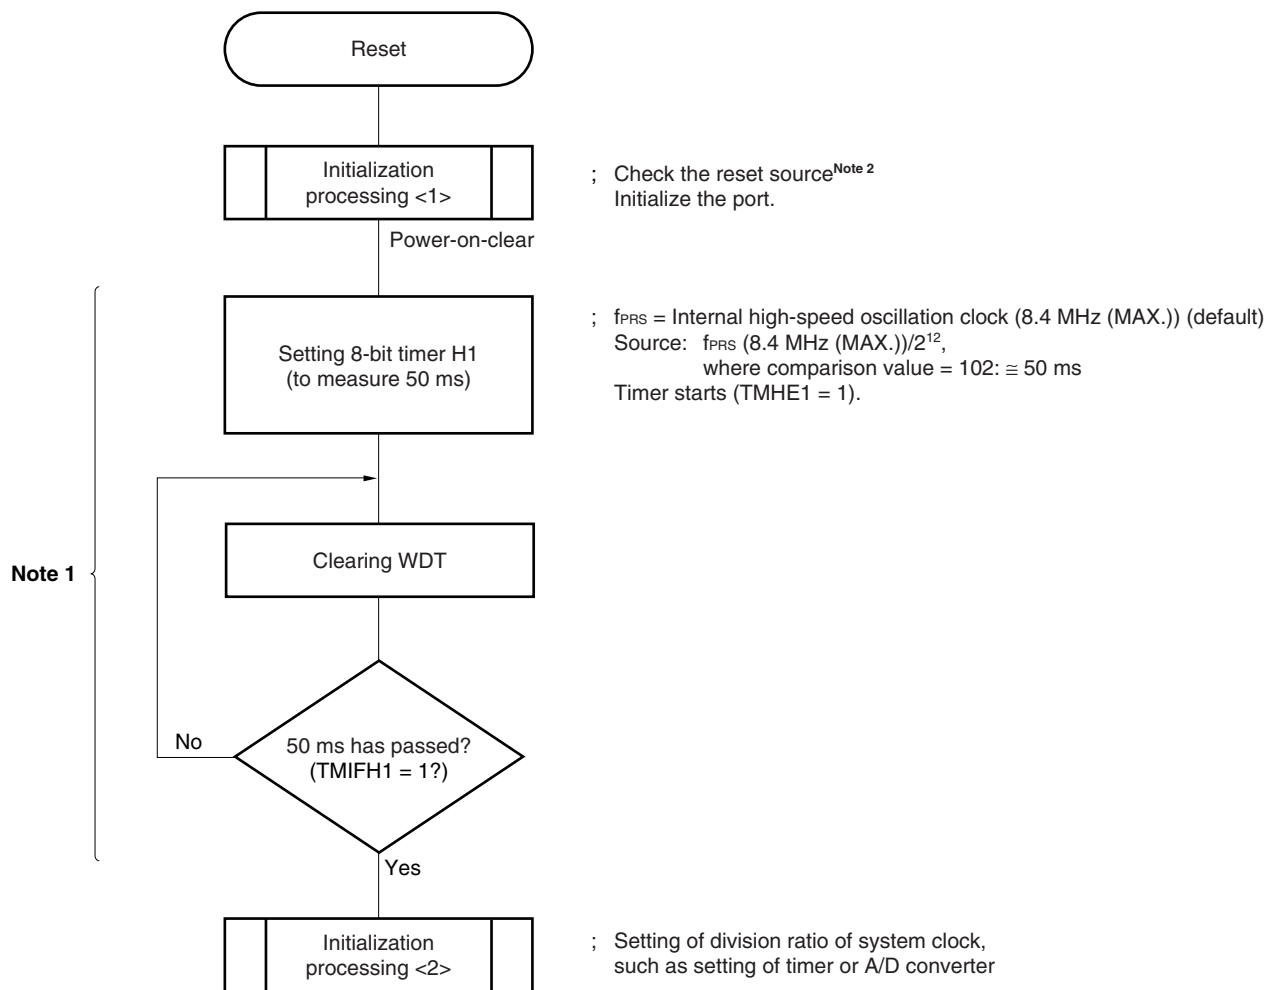 Reset
Initialization
processing <1>
; Check the reset sourceNote 2
Initialize the port.
Power-on-clear
Setting 8-bit timer H1
(to measure 50 ms)
; fPRS = Internal high-speed oscillation clock (8.4 MHz (MAX.)) (default)
Source: fPRS (8.4 MHz (MAX.))/2^12,
where comparison value = 102: ≅ 50 ms
Timer starts (TMHE1 = 1).
Clearing WDT
Note 1
No
50 ms has passed?
(TMIFH1 = 1?)
Yes
Initialization
processing <2>
; Setting of division ratio of system clock,
such as setting of timer or A/D converter